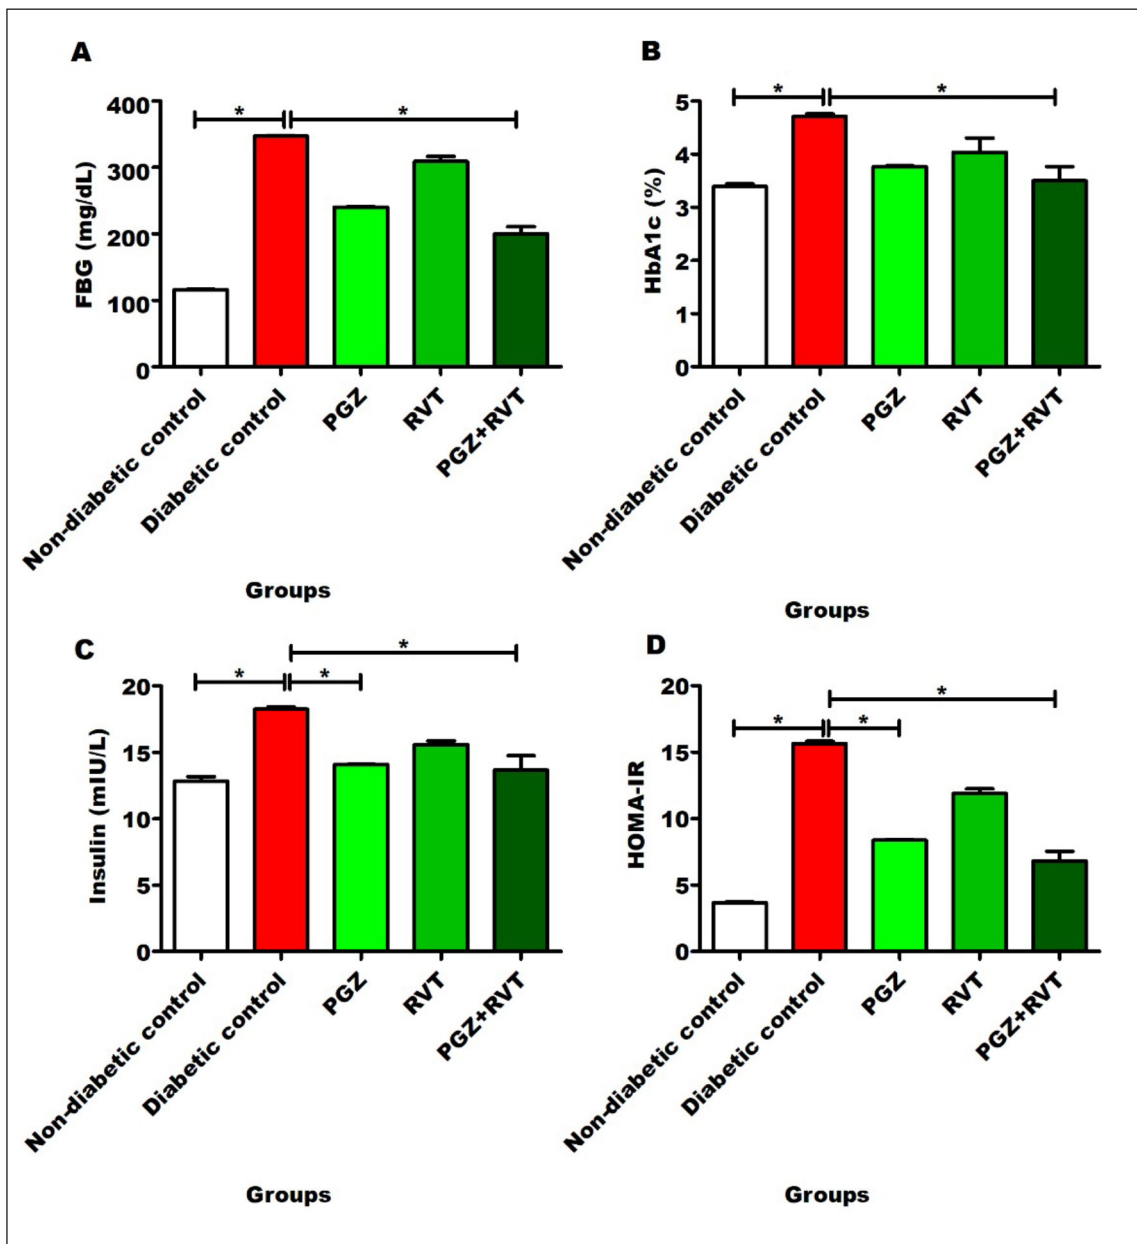 A
FBG (mg/dL)
400
300
200
100
0
* *
Non-diabetic control
Diabetic control
PGZ
RVT
PGZ+RVT
Groups
B
HbA1c (%)
5
4
3
2
1
0
* *
Non-diabetic control
Diabetic control
PGZ
RVT
PGZ+RVT
Groups
C
Insulin (mIU/L)
20
15
10
5
0
*
* *
Non-diabetic control
Diabetic control
PGZ
RVT
PGZ+RVT
Groups
D
HOMA-IR
20
15
10
5
0
*
* *
Non-diabetic control
Diabetic control
PGZ
RVT
PGZ+RVT
Groups